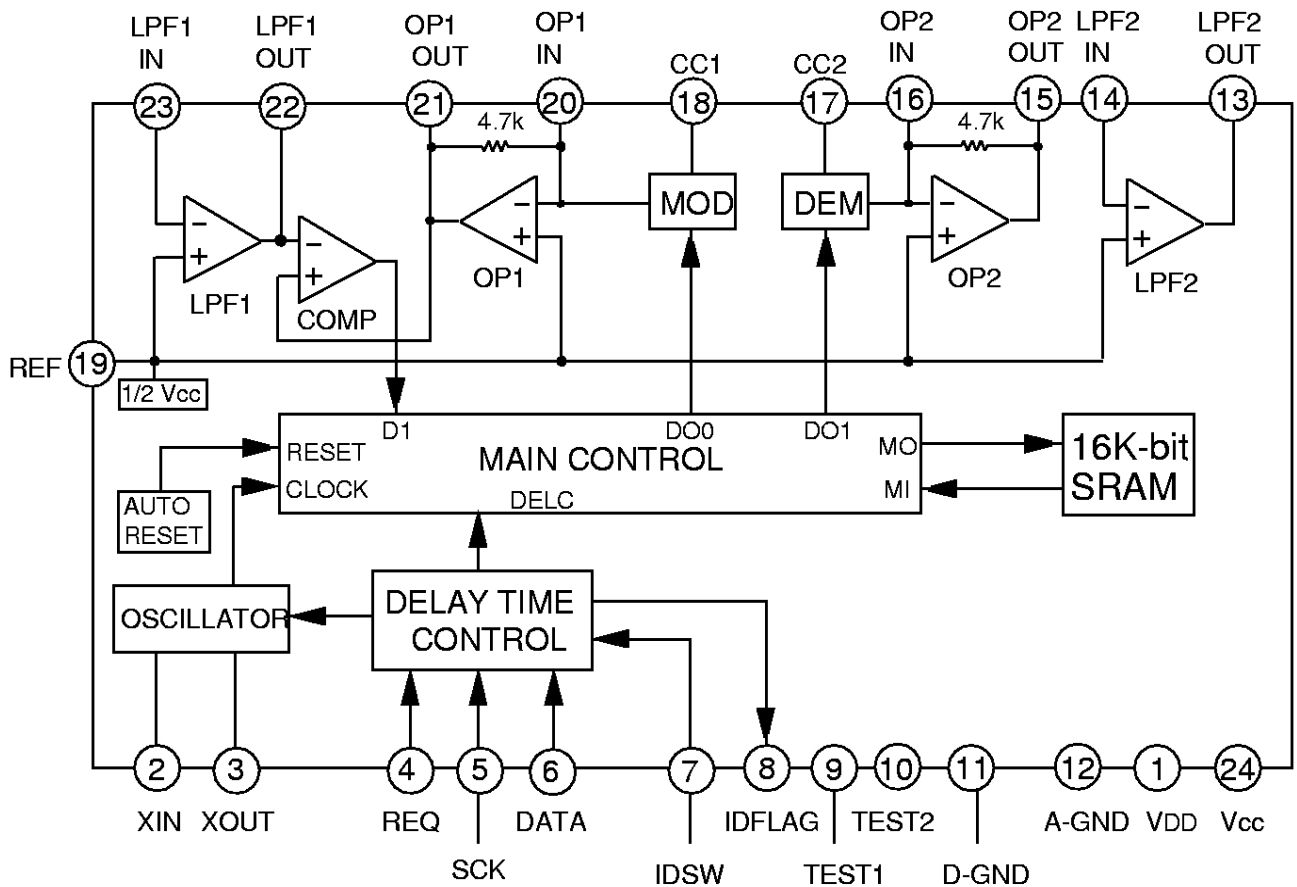 LPF1
IN
LPF1
OUT
OP1
OUT
OP1
IN
CC1
CC2
OP2
IN
OP2
OUT
LPF2
IN
LPF2
OUT
23
22
21
20
18
17
16
15
14
13
4.7k
4.7k
MOD
DEM
-
+
LPF1
-
+
COMP
-
+
OP1
-
+
OP2
-
+
LPF2
REF
19
1/2 Vcc
D1
DO0
DO1
RESET
MAIN CONTROL
MO
CLOCK
DELC
MI
16K-bit
SRAM
AUTO
RESET
OSCILLATOR
DELAY TIME
CONTROL
2
3
4
5
6
7
8
9
10
11
12
1
24
XIN
XOUT
REQ
SCK
DATA
IDSW
IDFLAG
TEST1
TEST2
D-GND
A-GND
VDD
Vcc